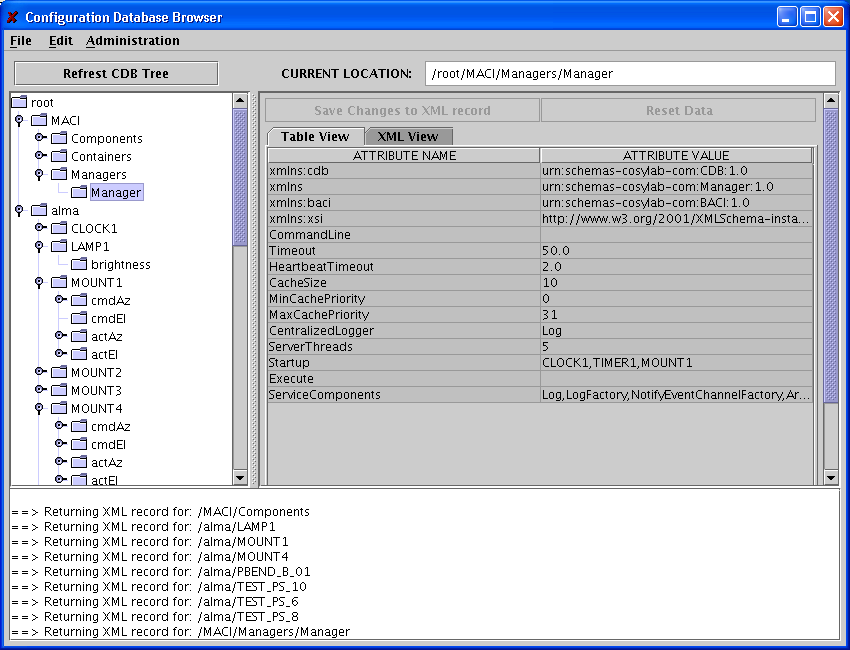 Configuration Database Browser
File Edit Administration
Refrest CDB Tree
CURRENT LOCATION: /root/MACI/Managers/Manager
root
MACI
Components
Containers
Managers
Manager
alma
CLOCK1
LAMP1
brightness
MOUNT1
cmdAz
cmdEl
actAz
actEl
MOUNT2
MOUNT3
MOUNT4
cmdAz
cmdEl
actAz
actEl
Save Changes to XML record Reset Data
Table View XML View
ATTRIBUTE NAME ATTRIBUTE VALUE
xmlns:cdb urn:schemas-cosylab-com:CDB:1.0
xmlns urn:schemas-cosylab-com:Manager:1.0
xmlns:baci urn:schemas-cosylab-com:BACI:1.0
xmlns:xsi http://www.w3.org/2001/XMLSchema-insta...
CommandLine
Timeout 50.0
HeartbeatTimeout 2.0
CacheSize 10
MinCachePriority 0
MaxCachePriority 31
CentralizedLogger Log
ServerThreads 5
Startup CLOCK1,TIMER1,MOUNT1
Execute
ServiceComponents Log,LogFactory,NotifyEventChannelFactory,Ar...
==> Returning XML record for: /MACI/Components
==> Returning XML record for: /alma/LAMP1
==> Returning XML record for: /alma/MOUNT1
==> Returning XML record for: /alma/MOUNT4
==> Returning XML record for: /alma/PBEND_B_01
==> Returning XML record for: /alma/TEST_PS_10
==> Returning XML record for: /alma/TEST_PS_6
==> Returning XML record for: /alma/TEST_PS_8
==> Returning XML record for: /MACI/Managers/Manager